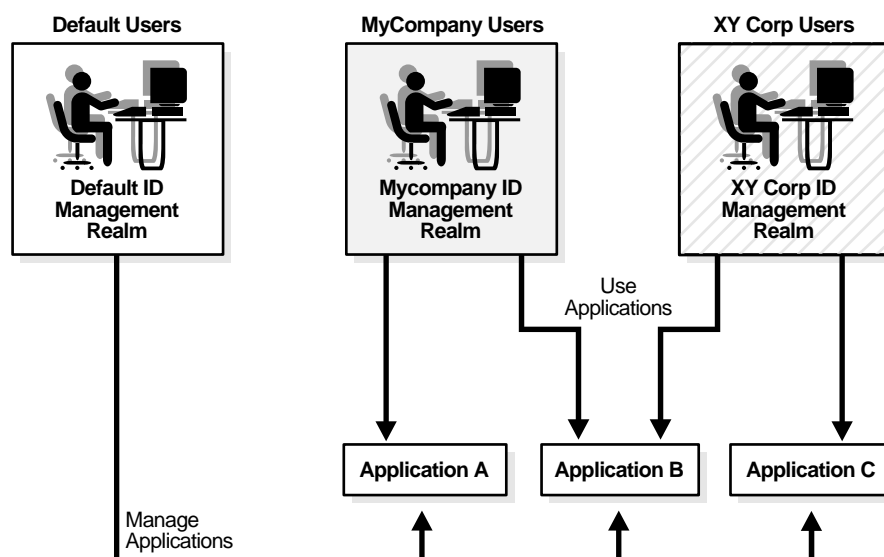 Default Users
MyCompany Users
XY Corp Users
Default ID
Management
Realm
Mycompany ID
Management
Realm
XY Corp ID
Management
Realm
Use
Applications
Application A
Application B
Application C
Manage
Applications